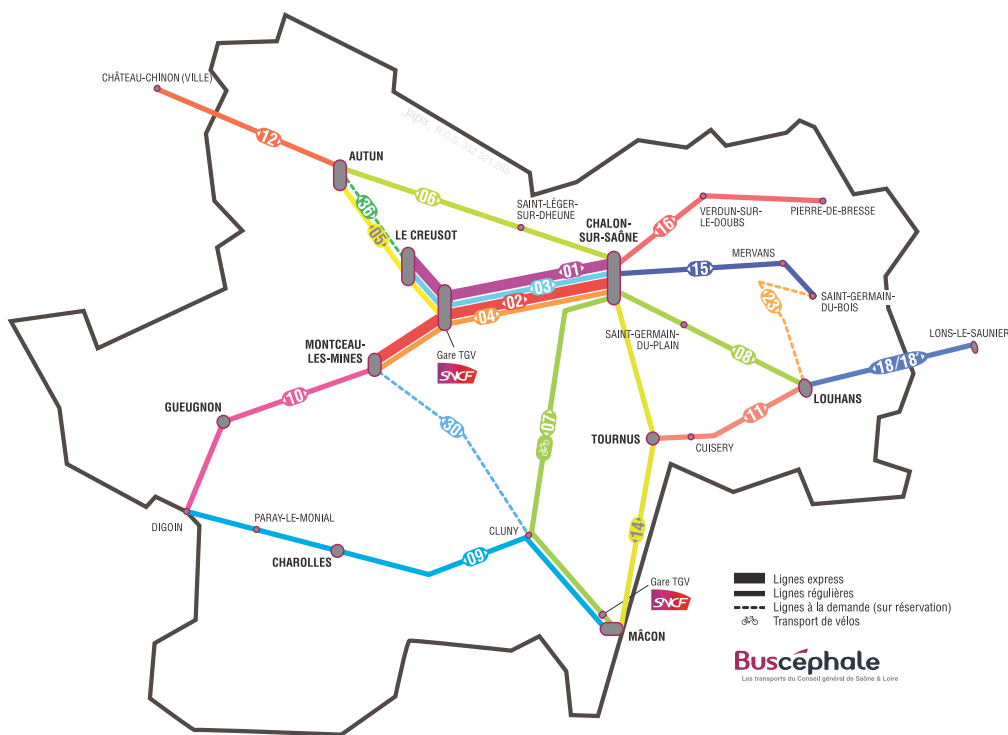 CHÂTEAU-CHINON (VILLE)
12
AUTUN
36
05
06
japa. R.C.S. 352 321 285
SAINT-LÉGER-
SUR-DHEUNE
LE CREUSOT
CHALON-
SUR-SAÔNE
16
VERDUN-SUR-
LE-DOUBS
PIERRE-DE-BRESSE
01
03
02
04
15
MERVANS
SAINT-GERMAIN-
DU-BOIS
23
Gare TGV
SNCF
MONTCEAU-
LES-MINES
SAINT-GERMAIN-
DU-PLAIN
08
LONS-LE-SAUNIER
18/18'
LOUHANS
10
GUEUGNON
30
07
TOURNUS
11
CUISERY
DIGOIN
PARAY-LE-MONIAL
CHAROLLES
09
CLUNY
14
Gare TGV
SNCF
MÂCON
Lignes express
Lignes régulières
Lignes à la demande (sur réservation)
Transport de vélos
Buscéphale
Les transports du Conseil général de Saône & Loire